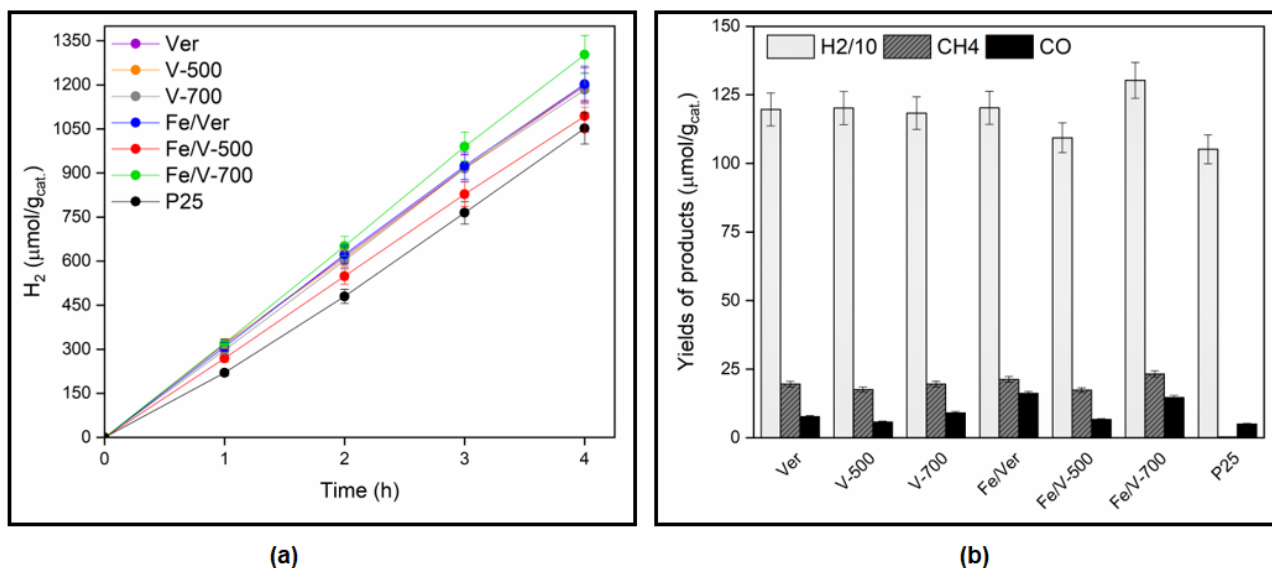 1350
1200
1050
900
750
600
450
300
150
0
H2 (μmol/gcat.)
Ver
V-500
V-700
Fe/Ver
Fe/V-500
Fe/V-700
P25
0 1 2 3 4
Time (h)
(a)
150
125
100
75
50
25
0
Yields of products (μmol/gcat.)
H2/10 CH4 CO
Ver V-500 V-700 Fe/Ver Fe/V-500 Fe/V-700 P25
(b)